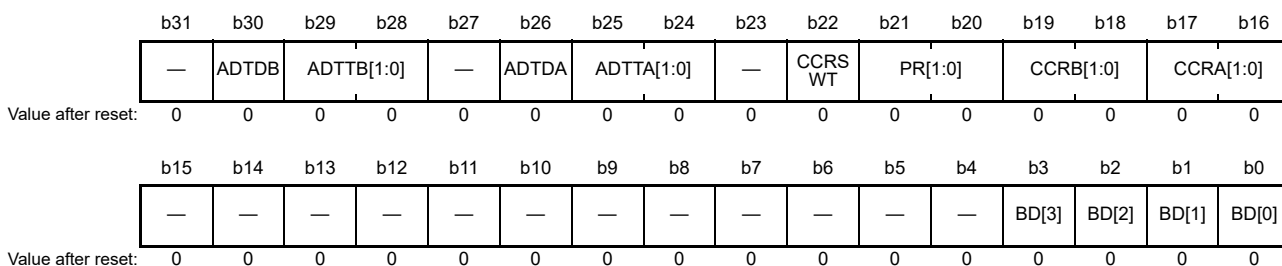 b31 b30 b29 b28 b27 b26 b25 b24 b23 b22 b21 b20 b19 b18 b17 b16
— ADTDB ADTTB[1:0] — ADTDA ADTTA[1:0] — CCRS WT PR[1:0] CCRB[1:0] CCRA[1:0]
Value after reset: 0 0 0 0 0 0 0 0 0 0 0 0 0 0 0 0
b15 b14 b13 b12 b11 b10 b9 b8 b7 b6 b5 b4 b3 b2 b1 b0
— — — — — — — — — — — — BD[3] BD[2] BD[1] BD[0]
Value after reset: 0 0 0 0 0 0 0 0 0 0 0 0 0 0 0 0